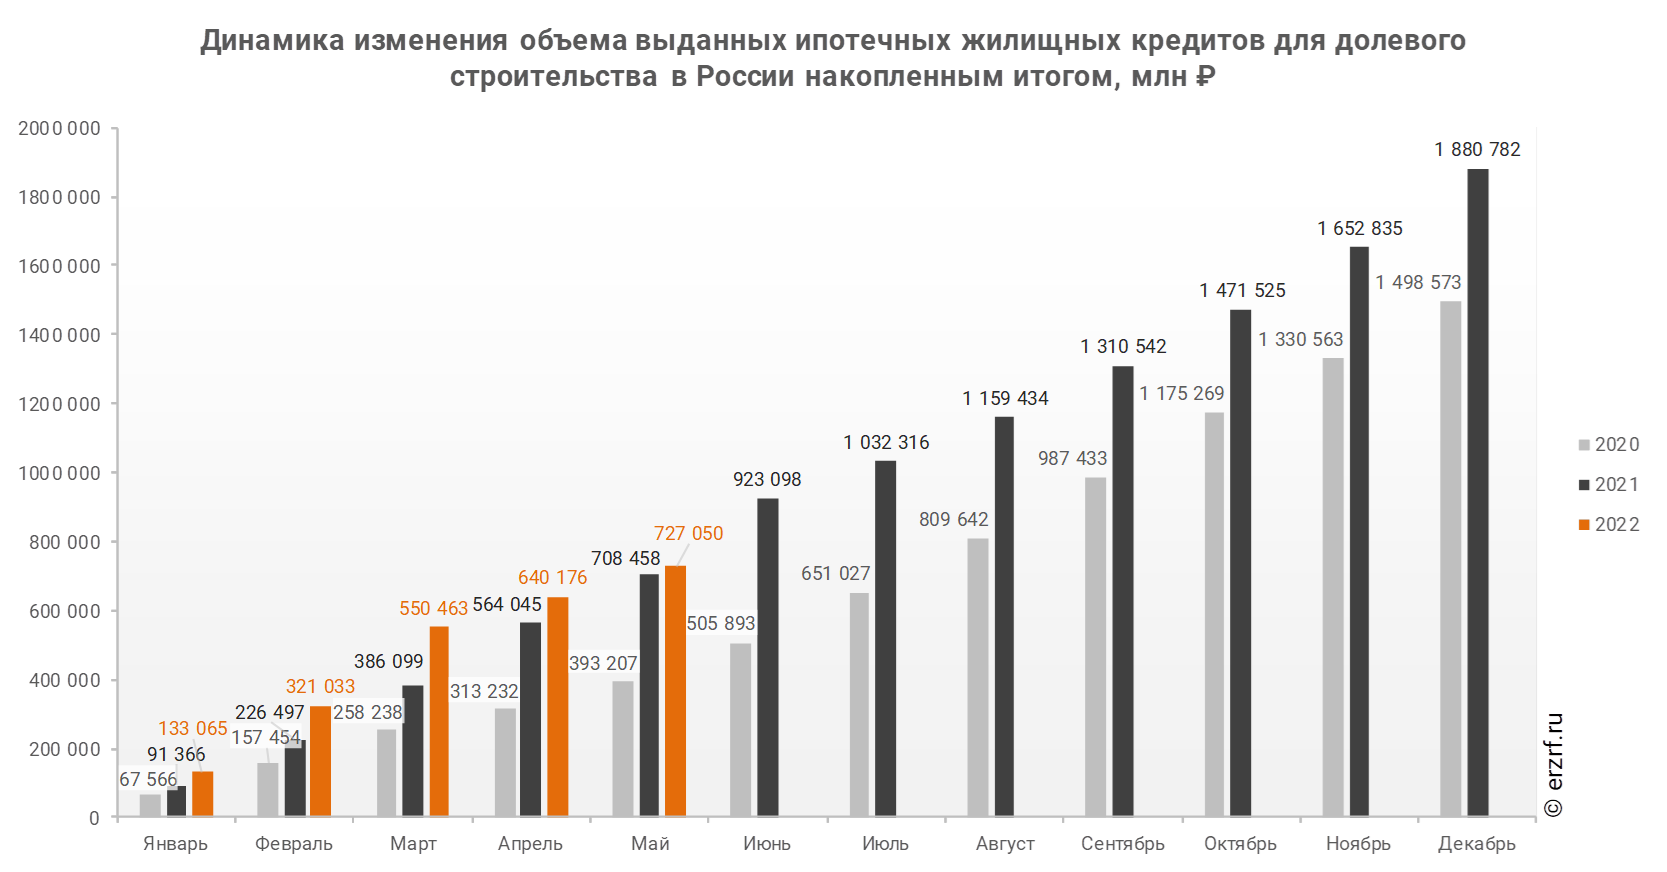 Динамика изменения объема выданных ипотечных жилищных кредитов для долевого
строительства в России накопленным итогом, млн ₽
2000 000
1800 000
1600 000
1400 000
1200 000
1000 000
800 000
600 000
400 000
200 000
0
67 566
91 366
133 065
157 454
226 497
321 033
258 238
386 099
550 463
313 232
564 045
640 176
393 207
708 458
727 050
505 893
923 098
651 027
1 032 316
809 642
1 159 434
987 433
1 310 542
1 175 269
1 471 525
1 330 563
1 652 835
1 498 573
1 880 782
Январь
Февраль
Март
Апрель
Май
Июнь
Июль
Август
Сентябрь
Октябрь
Ноябрь
Декабрь
2020
2021
2022
© erzrf.ru